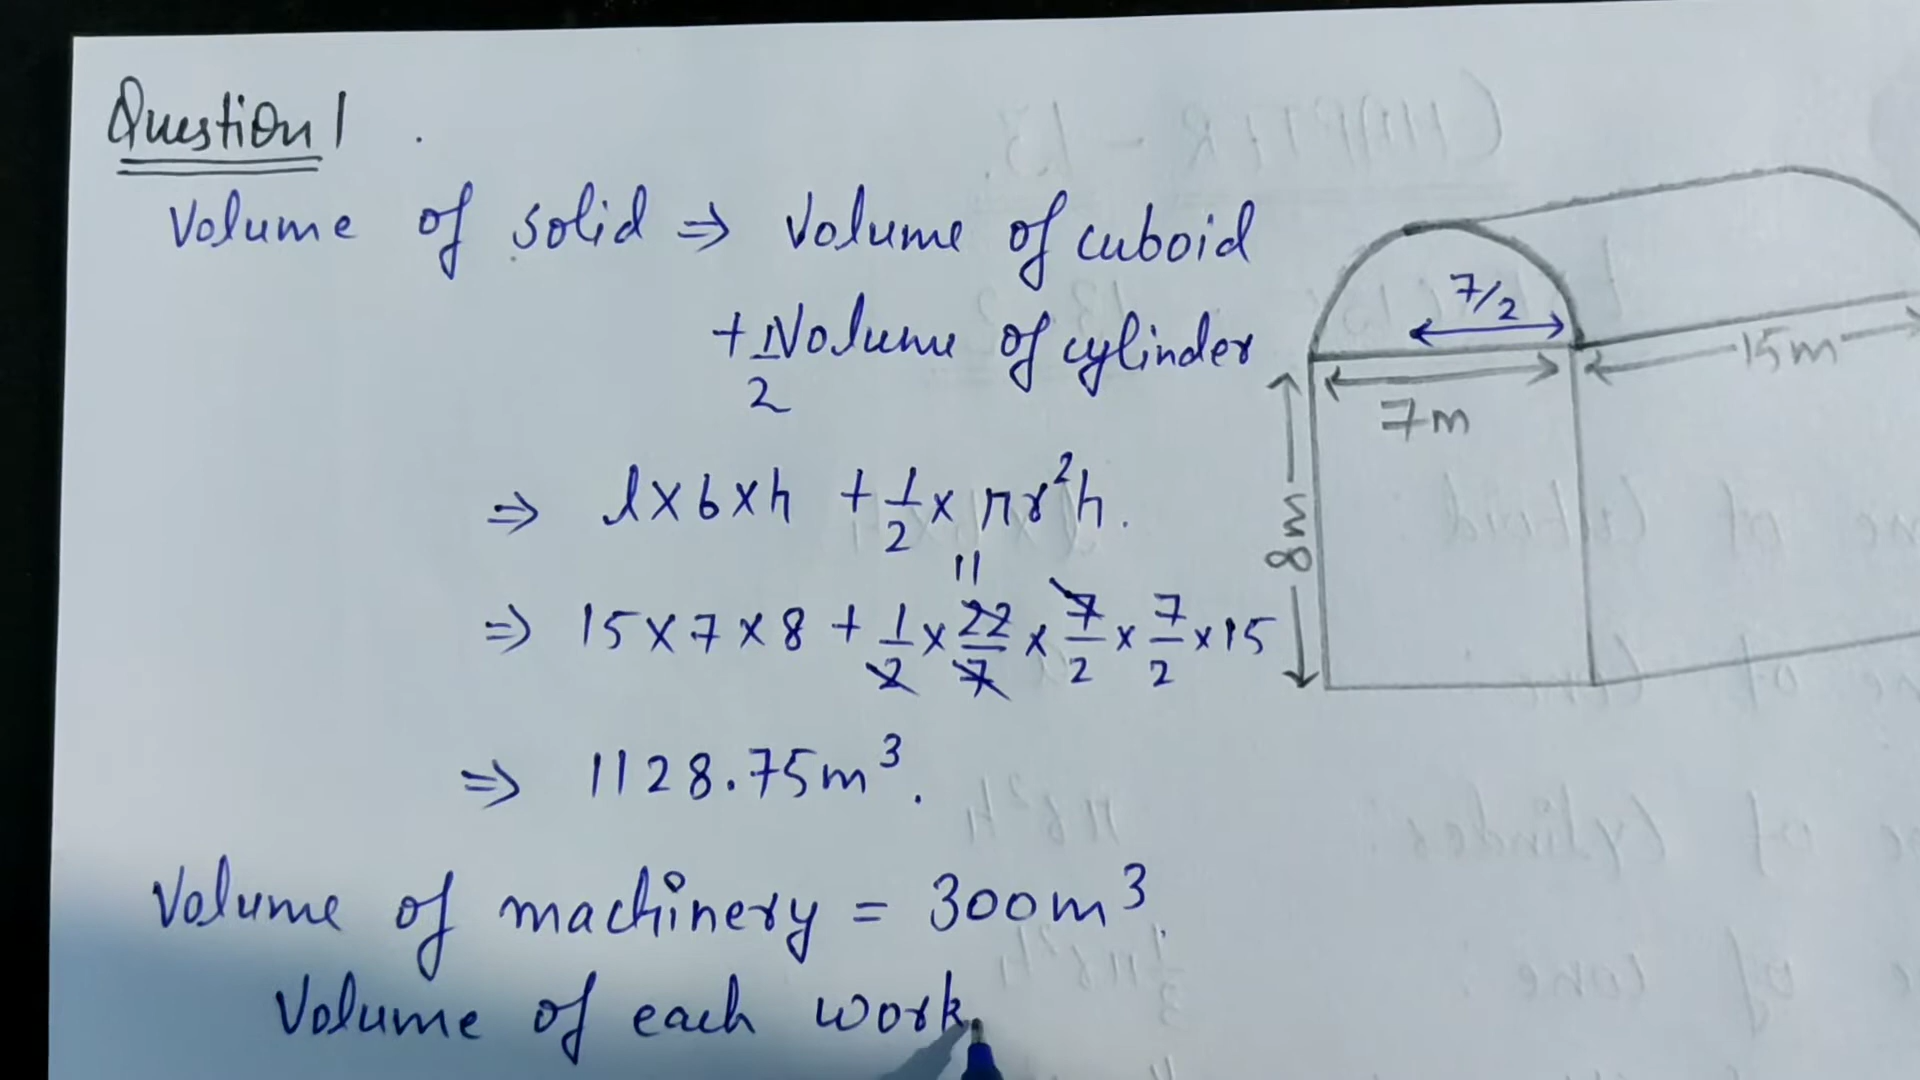 Question 1
Volume of solid ⇒ Volume of cuboid
+ 1/2 Volume of cylinder
⇒ l×b×h + 1/2 × πr²h.
11
⇒ 15×7×8 + 1/2 × 22/7 × 7/2 × 7/2 × 15
⇒ 1128.75m³.
Volume of machinery = 300m³.
Volume of each work
7/2
15m
7m
8m